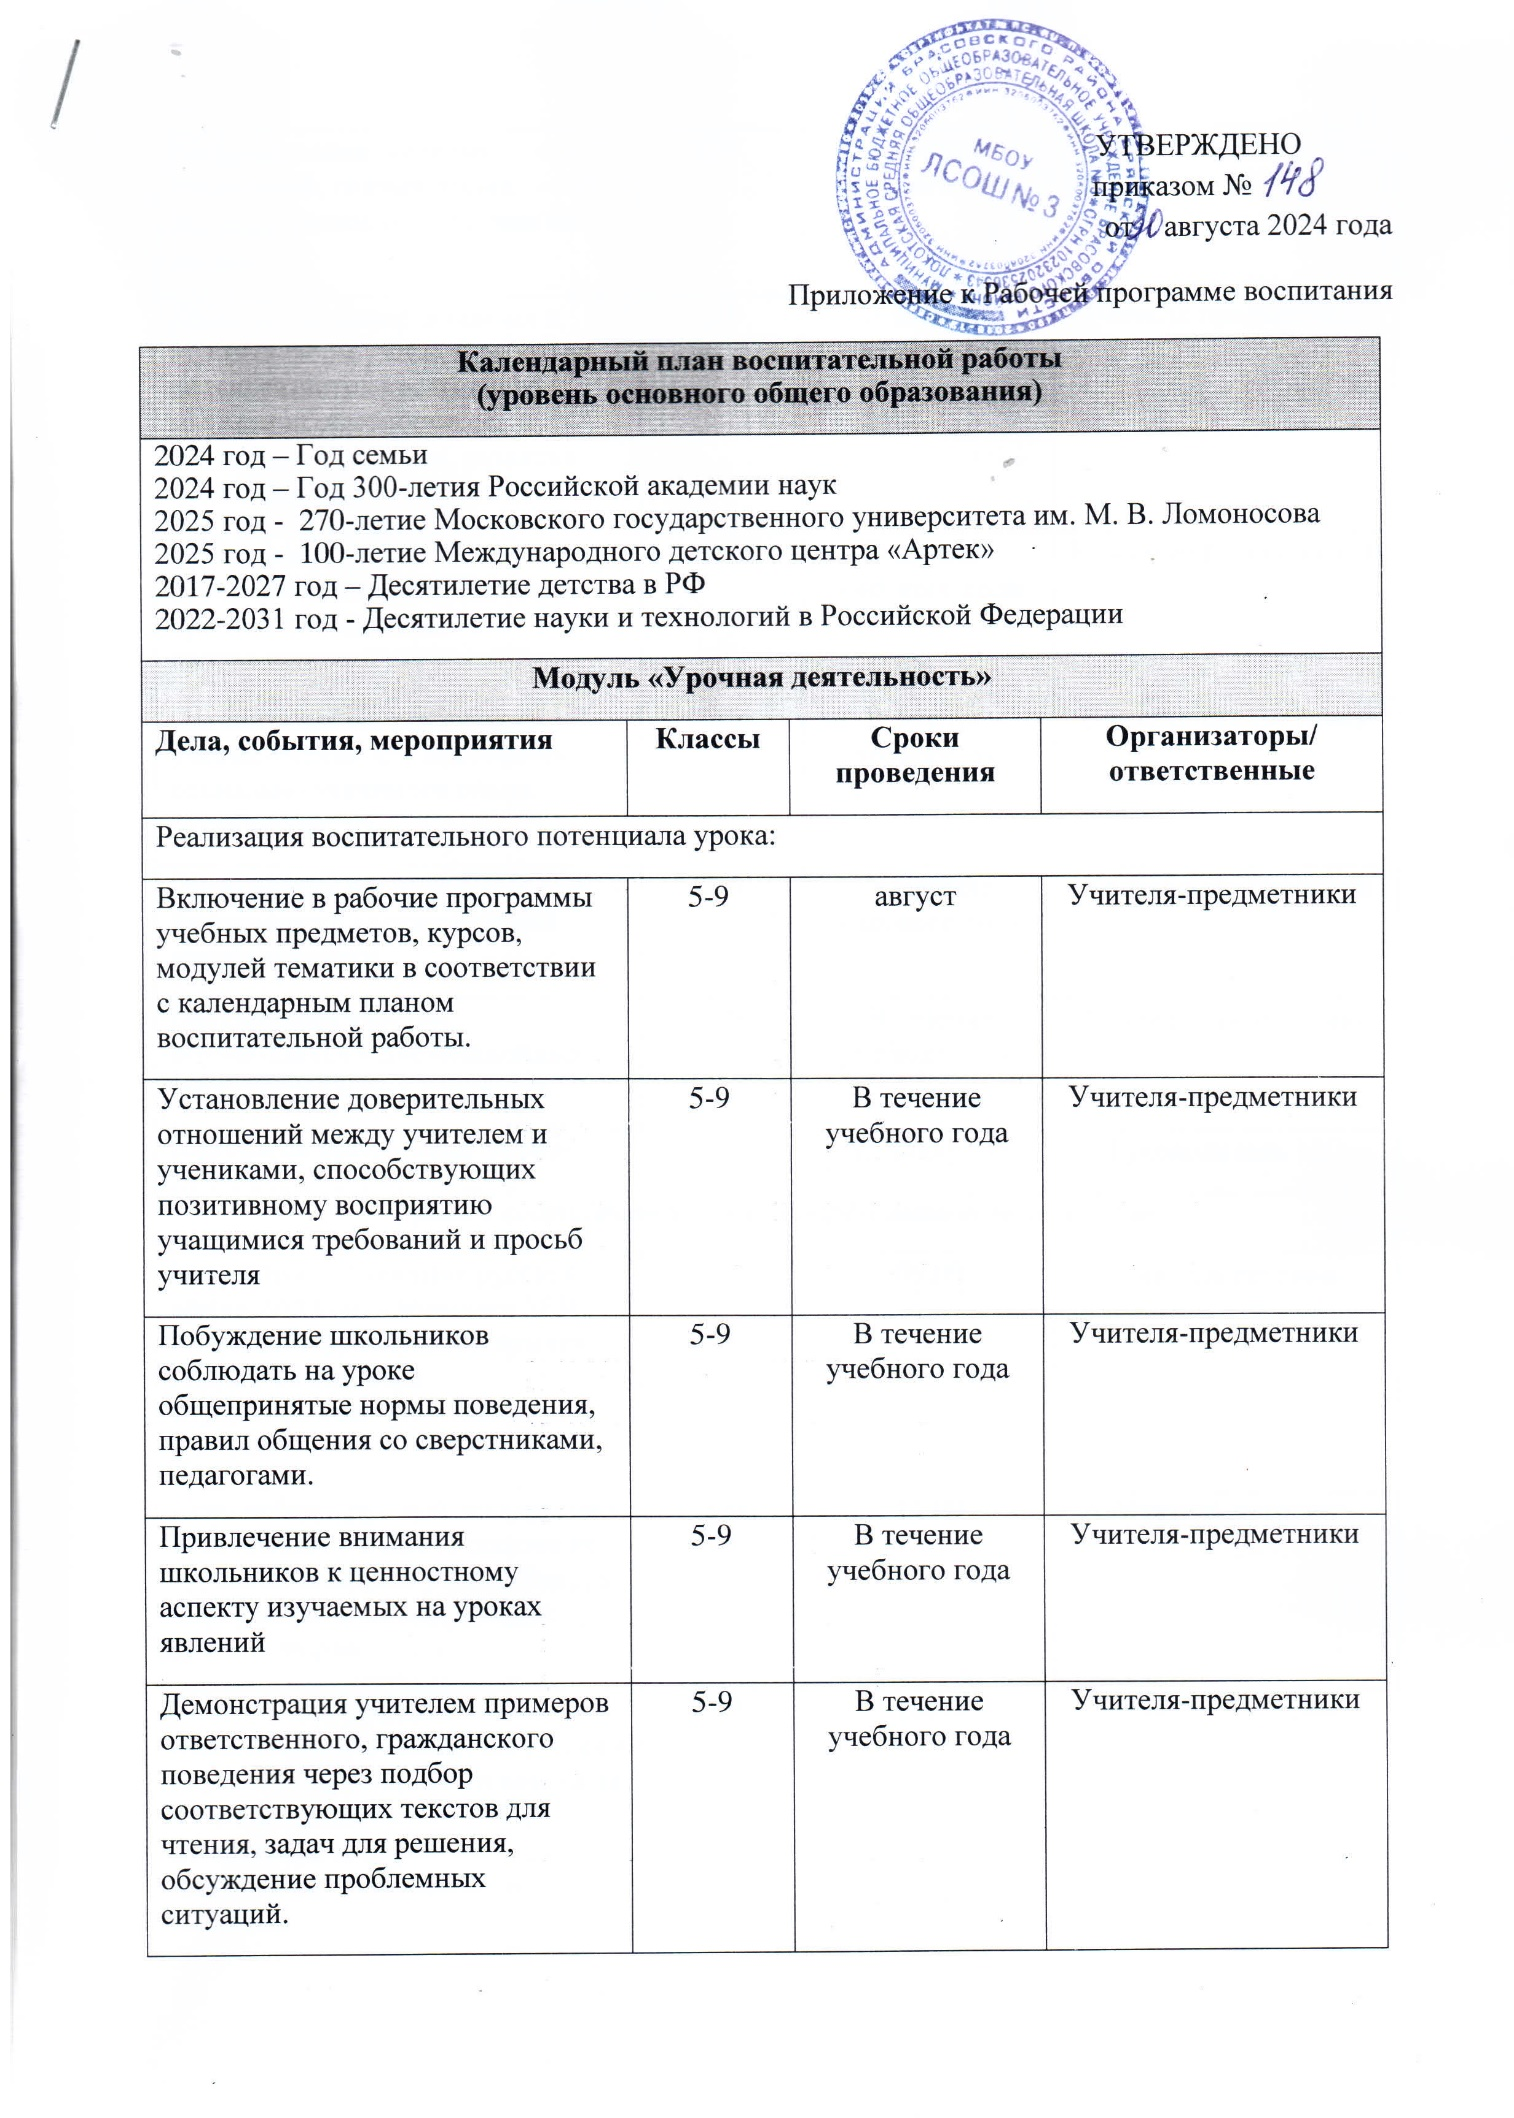 МБОУ
ЛСОШ № 3
УТВЕРЖДЕНО
приказом № 148
от августа 2024 года
Приложение к Рабочей программе воспитания
Календарный план воспитательной работы
(уровень основного общего образования)
2024 год – Год семьи
2024 год – Год 300-летия Российской академии наук
2025 год - 270-летие Московского государственного университета им. М. В. Ломоносова
2025 год - 100-летие Международного детского центра «Артек»
2017-2027 год – Десятилетие детства в РФ
2022-2031 год - Десятилетие науки и технологий в Российской Федерации
Модуль «Урочная деятельность»
Дела, события, мероприятия
Классы
Сроки
проведения
Организаторы/
ответственные
Реализация воспитательного потенциала урока:
Включение в рабочие программы
учебных предметов, курсов,
модулей тематики в соответствии
с календарным планом
воспитательной работы.
5-9
август
Учителя-предметники
Установление доверительных
отношений между учителем и
учениками, способствующих
позитивному восприятию
учащимися требований и просьб
учителя
5-9
В течение
учебного года
Учителя-предметники
Побуждение школьников
соблюдать на уроке
общепринятые нормы поведения,
правил общения со сверстниками,
педагогами.
5-9
В течение
учебного года
Учителя-предметники
Привлечение внимания
школьников к ценностному
аспекту изучаемых на уроках
явлений
5-9
В течение
учебного года
Учителя-предметники
Демонстрация учителем примеров
ответственного, гражданского
поведения через подбор
соответствующих текстов для
чтения, задач для решения,
обсуждение проблемных
ситуаций.
5-9
В течение
учебного года
Учителя-предметники